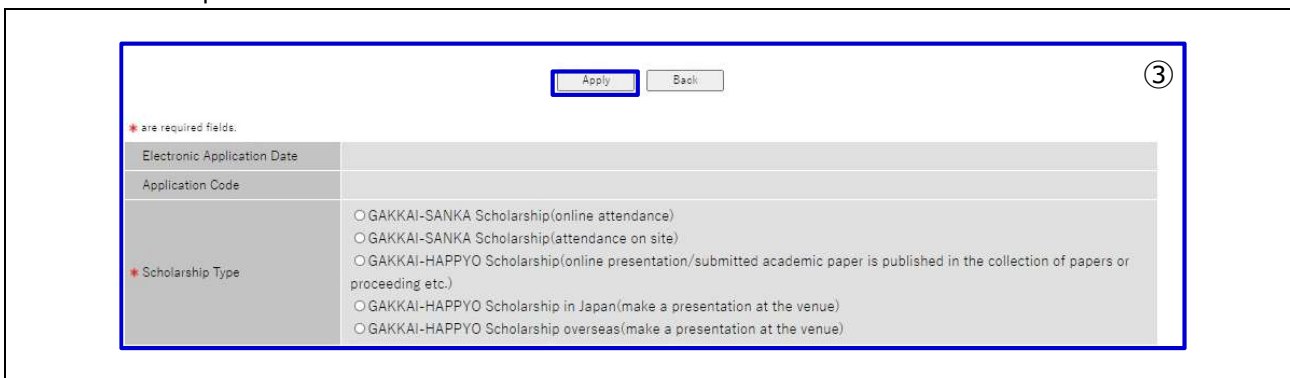 Apply Back ③
* are required fields.
Electronic Application Date
Application Code
* Scholarship Type
○GAKKAI-SANKA Scholarship(online attendance)
○GAKKAI-SANKA Scholarship(attendance on site)
○GAKKAI-HAPPYO Scholarship(online presentation/submitted academic paper is published in the collection of papers or
proceeding etc.)
○GAKKAI-HAPPYO Scholarship in Japan(make a presentation at the venue)
○GAKKAI-HAPPYO Scholarship overseas(make a presentation at the venue)